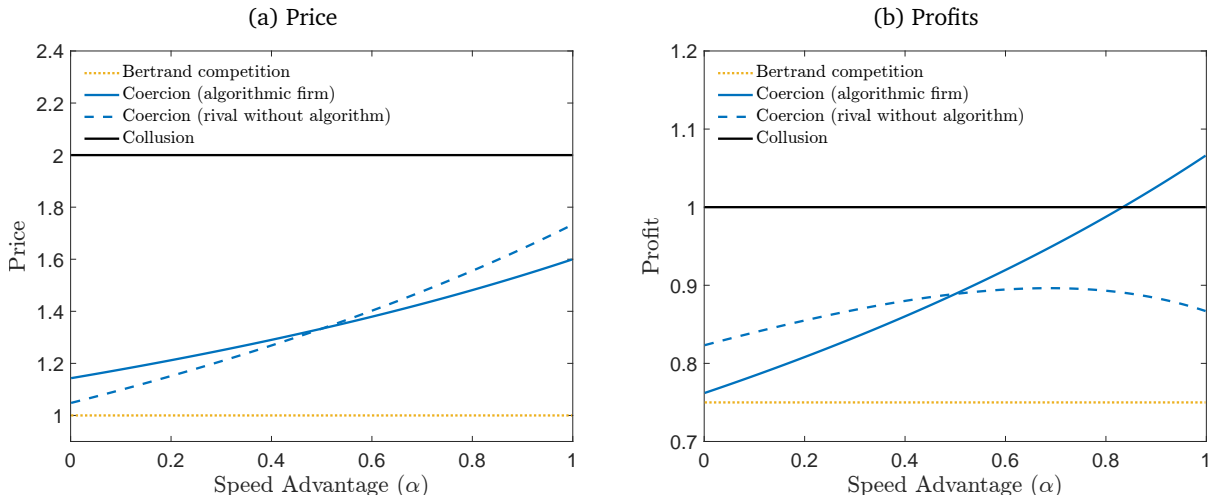 (a) Price
2.4
2.2
2
1.8
1.6
1.4
1.2
1
Price
Bertrand competition
Coercion (algorithmic firm)
Coercion (rival without algorithm)
Collusion
0 0.2 0.4 0.6 0.8 1
Speed Advantage (α)
(b) Profits
1.2
1.1
1
0.9
0.8
0.7
Profit
Bertrand competition
Coercion (algorithmic firm)
Coercion (rival without algorithm)
Collusion
0 0.2 0.4 0.6 0.8 1
Speed Advantage (α)